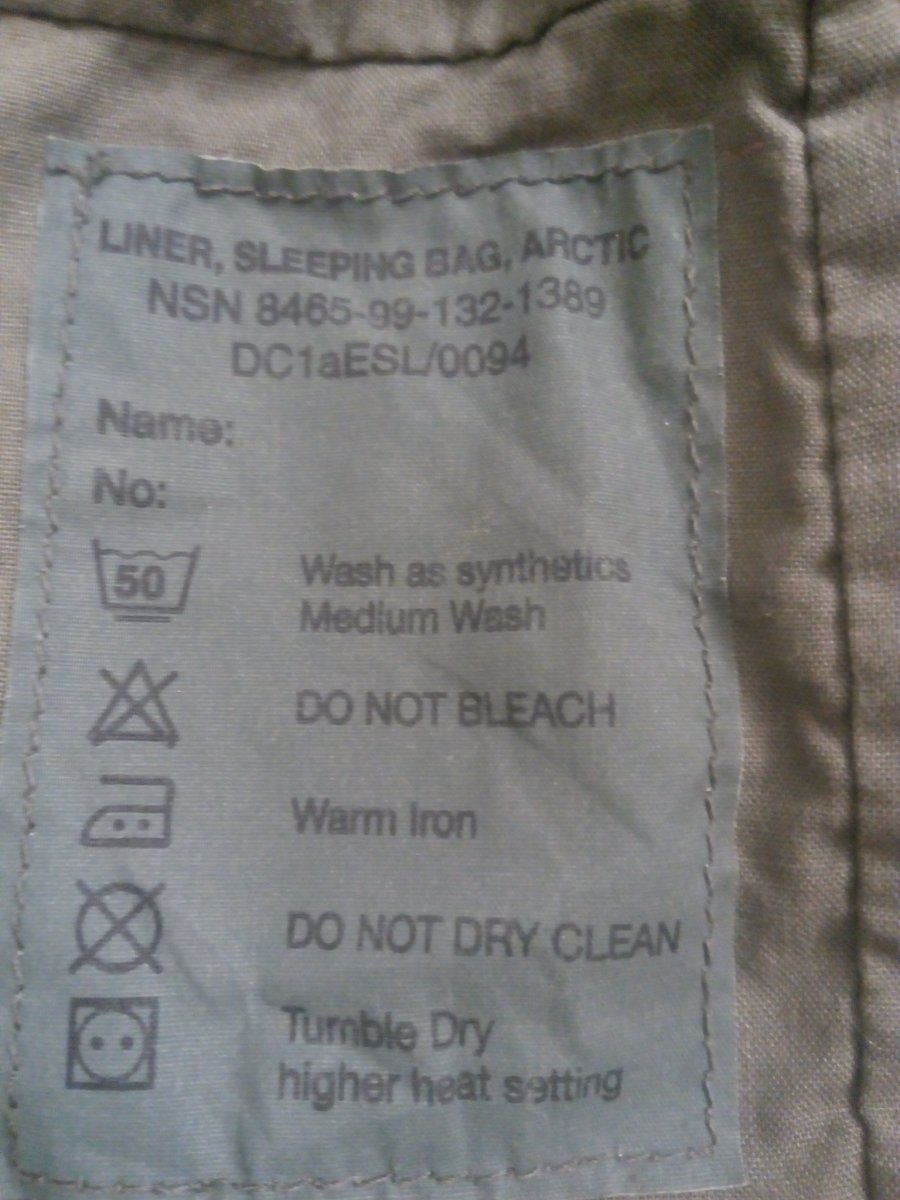 LINER, SLEEPING BAG, ARCTIC
NSN 8465-99-132-1389
DC1aESL/0094
Name:
No:
50 Wash as synthetics
Medium Wash
DO NOT BLEACH
Warm Iron
DO NOT DRY CLEAN
Tumble Dry
higher heat setting